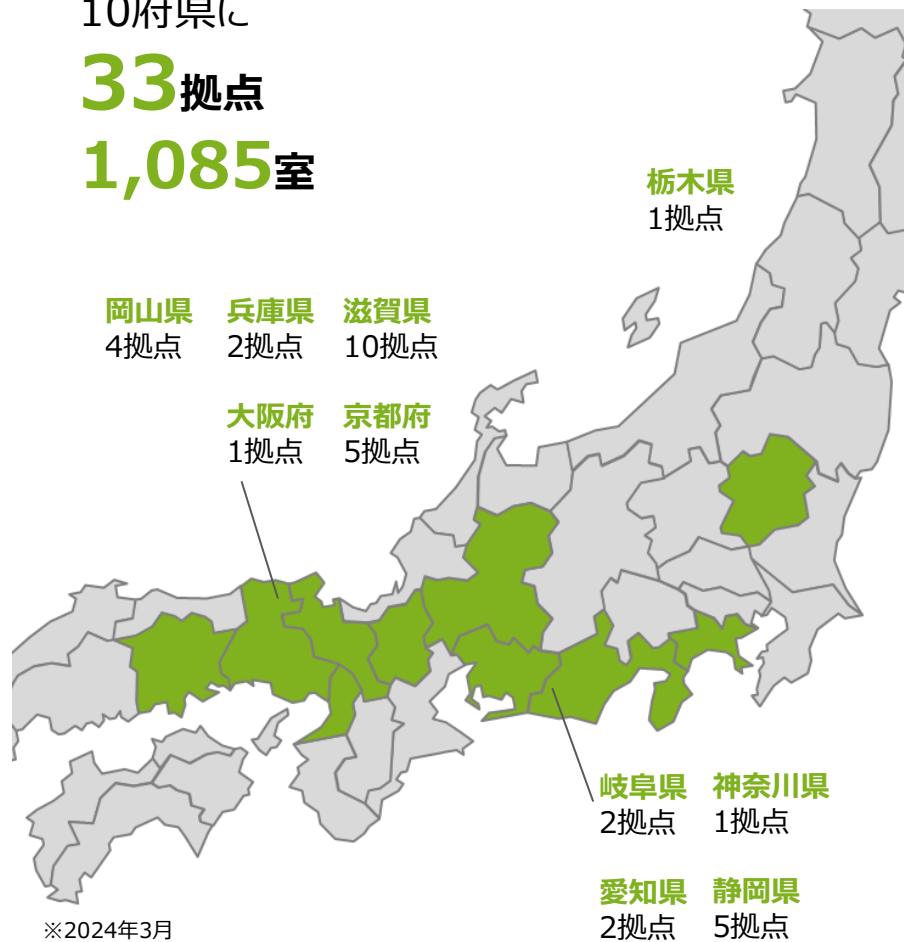 10府県に
33拠点
1,085室
栃木県
1拠点
岡山県 兵庫県 滋賀県
4拠点 2拠点 10拠点
大阪府 京都府
1拠点 5拠点
岐阜県 神奈川県
2拠点 1拠点
愛知県 静岡県
2拠点 5拠点
※2024年3月